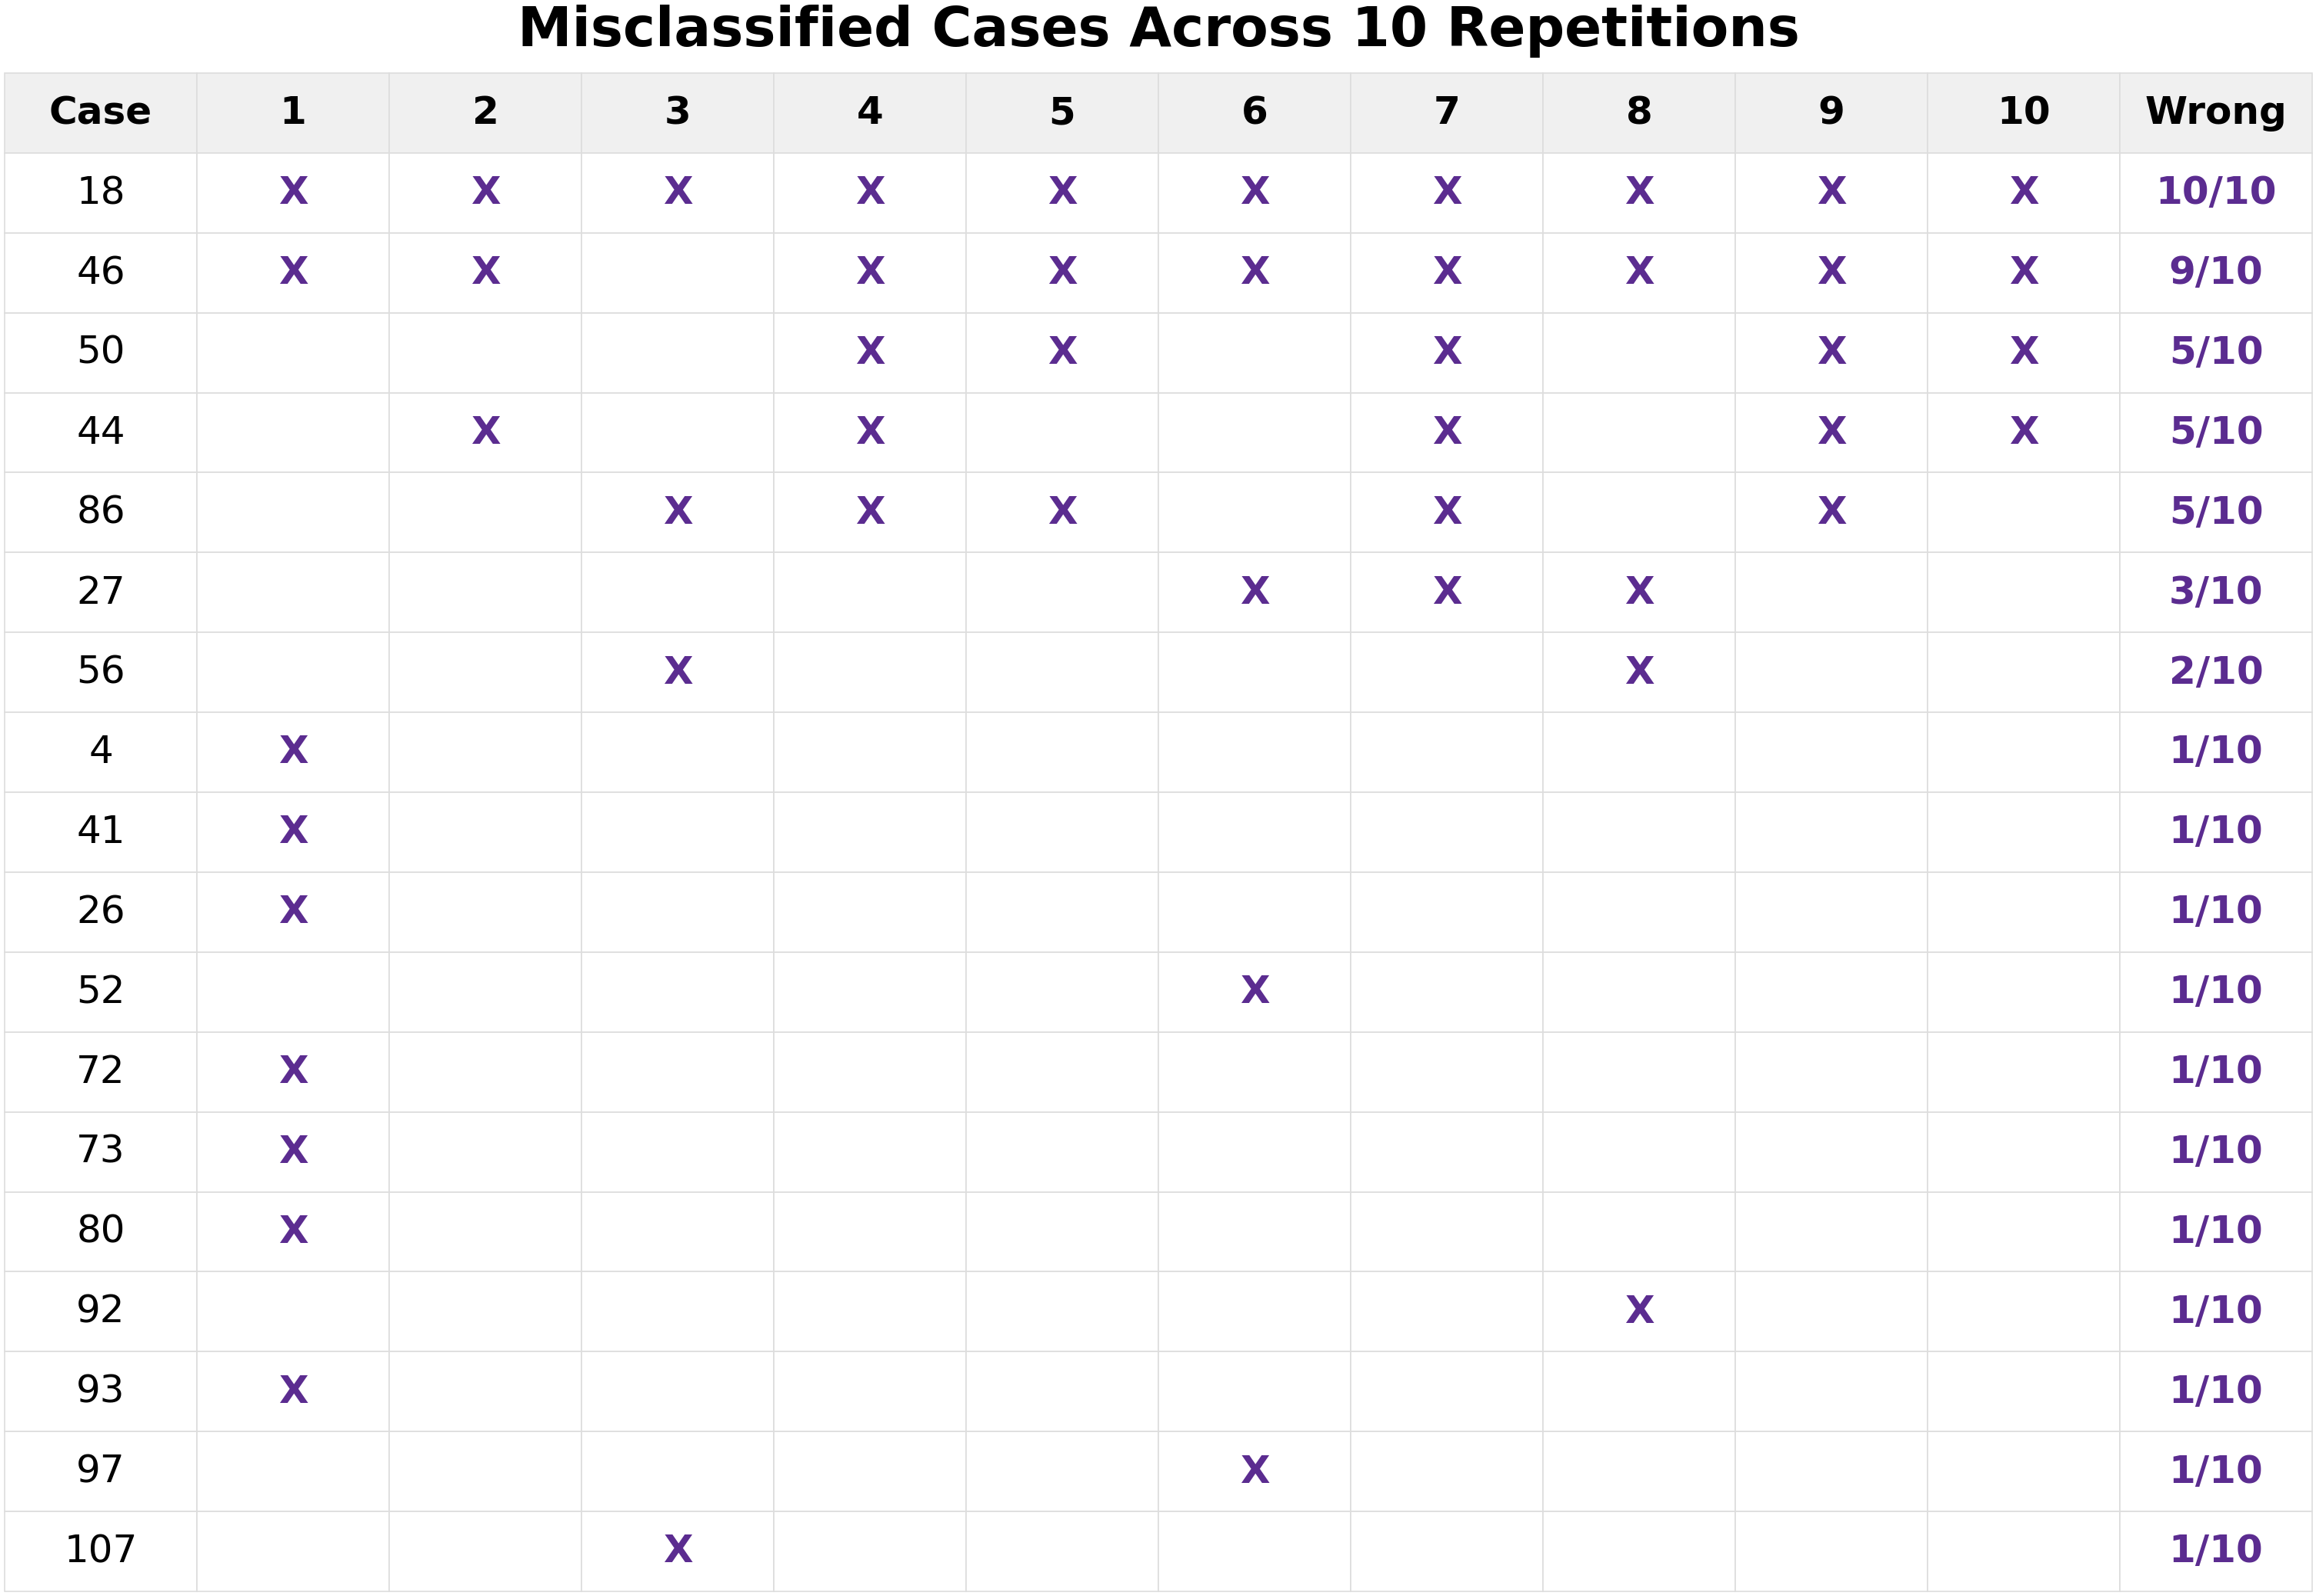 Misclassified Cases Across 10 Repetitions
Case 1 2 3 4 5 6 7 8 9 10 Wrong
18 X X X X X X X X X X 10/10
46 X X X X X X X X X 9/10
50 X X X X X 5/10
44 X X X X X 5/10
86 X X X X X 5/10
27 X X X 3/10
56 X X 2/10
4 X 1/10
41 X 1/10
26 X 1/10
52 X 1/10
72 X 1/10
73 X 1/10
80 X 1/10
92 X 1/10
93 X 1/10
97 X 1/10
107 X 1/10